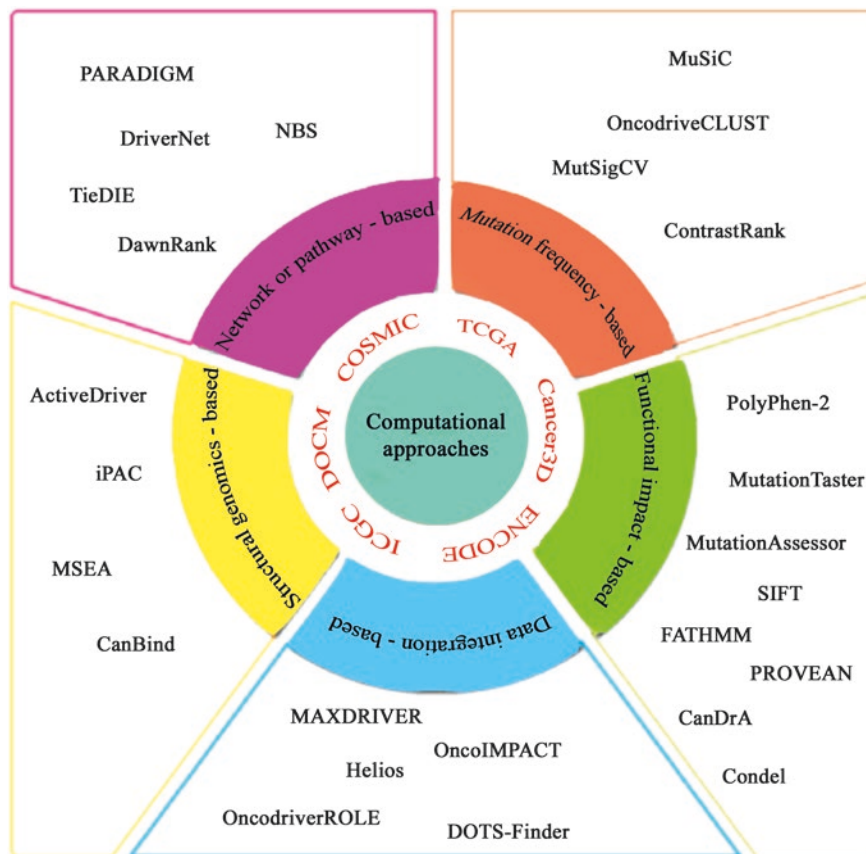 PARADIGM
DriverNet
NBS
TieDIE
DawnRank
Network or pathway - based
MuSiC
OncodriveCLUST
MutSigCV
ContrastRank
Mutation frequency - based
PolyPhen-2
MutationTaster
MutationAssessor
SIFT
FATHMM
PROVEAN
CanDrA
Condel
Functional impact - based
MAXDRIVER
OncoIMPACT
Helios
OncodriverROLE
DOTS-Finder
Data integration - based
ActiveDriver
iPAC
MSEA
CanBind
Structural genomics - based
COSMIC
TCGA
Cancer3D
ENCODE
ICGC
DOCM
Computational
approaches